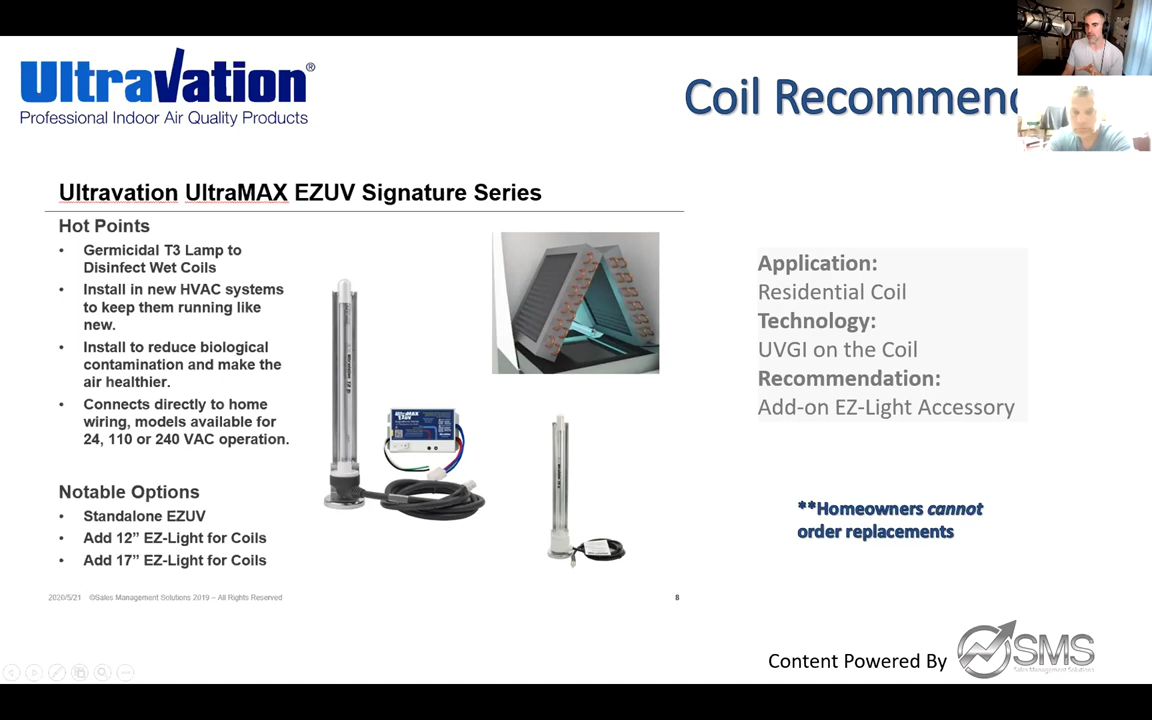 Ultravation®
Professional Indoor Air Quality Products
Coil Recommend
Ultravation UltraMAX EZUV Signature Series
Hot Points
• Germicidal T3 Lamp to
Disinfect Wet Coils
• Install in new HVAC systems
to keep them running like
new.
• Install to reduce biological
contamination and make the
air healthier.
• Connects directly to home
wiring, models available for
24, 110 or 240 VAC operation.
Notable Options
• Standalone EZUV
• Add 12” EZ-Light for Coils
• Add 17” EZ-Light for Coils
UltraMAX
EZUV
Application:
Residential Coil
Technology:
UVGI on the Coil
Recommendation:
Add-on EZ-Light Accessory
**Homeowners cannot
order replacements
2020/5/21 ©Sales Management Solutions 2019 – All Rights Reserved
8
Content Powered By
SMS
Sales Management Solutions